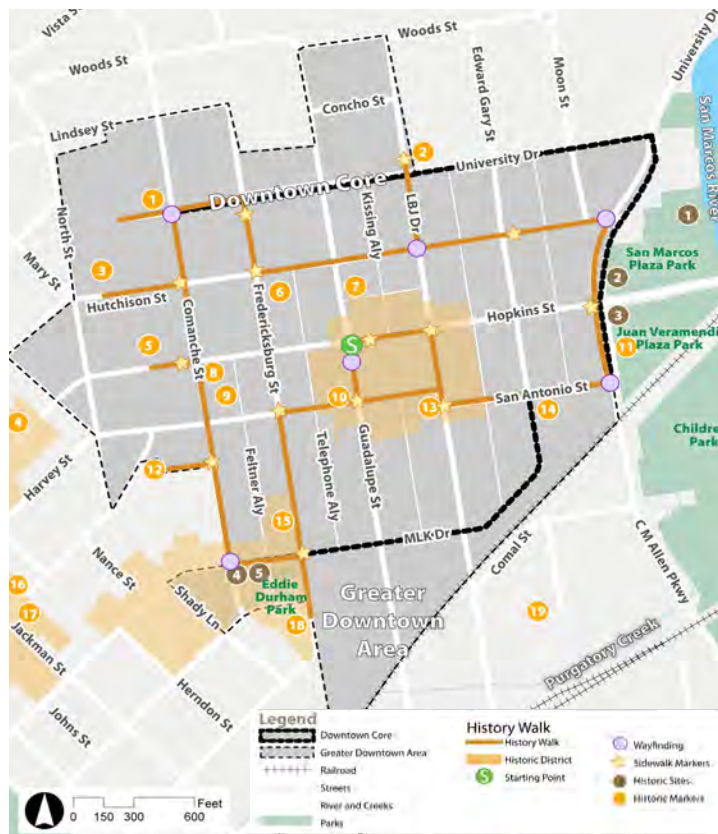 Vista St
Woods St
Woods St
University Dr
Edward Gary St
Moon St
Concho St
San Marcos River
Lindsey St
2
University Dr
1
Downtown Core
Kissing Aly
LBJ Dr
1
North St
Mary St
San Marcos
Plaza Park
3
2
6
7
Hutchison St
Fredericksburg St
Hopkins St
3
Comanche St
Juan Veramendi
Plaza Park
11
S
5
8
9
10
13
San Antonio St
14
4
Children
Park
Harvey St
12
Feltner Aly
Telephone Aly
Guadalupe St
15
MLK Dr
Comal St
C M Allen Pkwy
Nance St
4
5
16
Shady Ln
Eddie
Durham
Park
Greater
Downtown
Area
17
18
19
Jackman St
Purgatory Creek
Herndon St
Johns St
Legend
Downtown Core
Greater Downtown Area
Railroad
Streets
River and Creeks
Parks
History Walk
History Walk
Historic District
S
Starting Point
Wayfinding
Sidewalk Markers
Historic Sites
Historic Markers
Feet
0 150 300 600